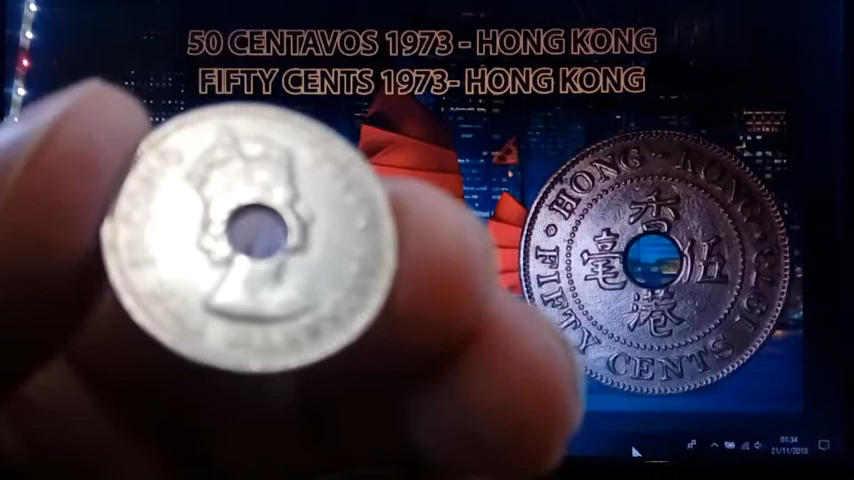 50 CENTAVOS 1973 - HONG KONG
FIFTY CENTS 1973- HONG KONG
HONG KONG 1973
香港
伍毫
FIFTY CENTS
01:34
21/11/2018